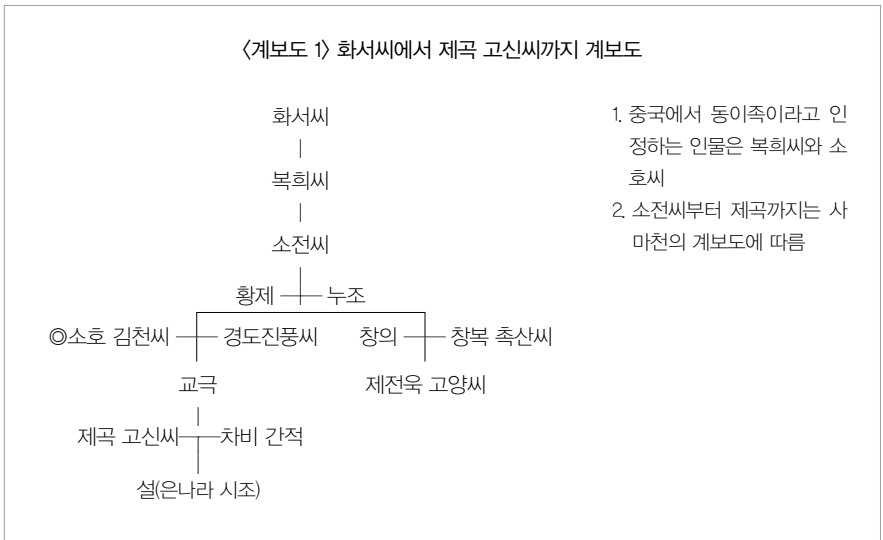 〈계보도 1〉 화서씨에서 제곡 고신씨까지 계보도
화서씨
복희씨
소전씨
황제 누조
◎소호 김천씨 경도진풍씨 창의 창복 촉산씨
교극 제전욱 고양씨
제곡 고신씨 차비 간적
설(은나라 시조)
1. 중국에서 동이족이라고 인
정하는 인물은 복희씨와 소
호씨
2. 소전씨부터 제곡까지는 사
마천의 계보도에 따름